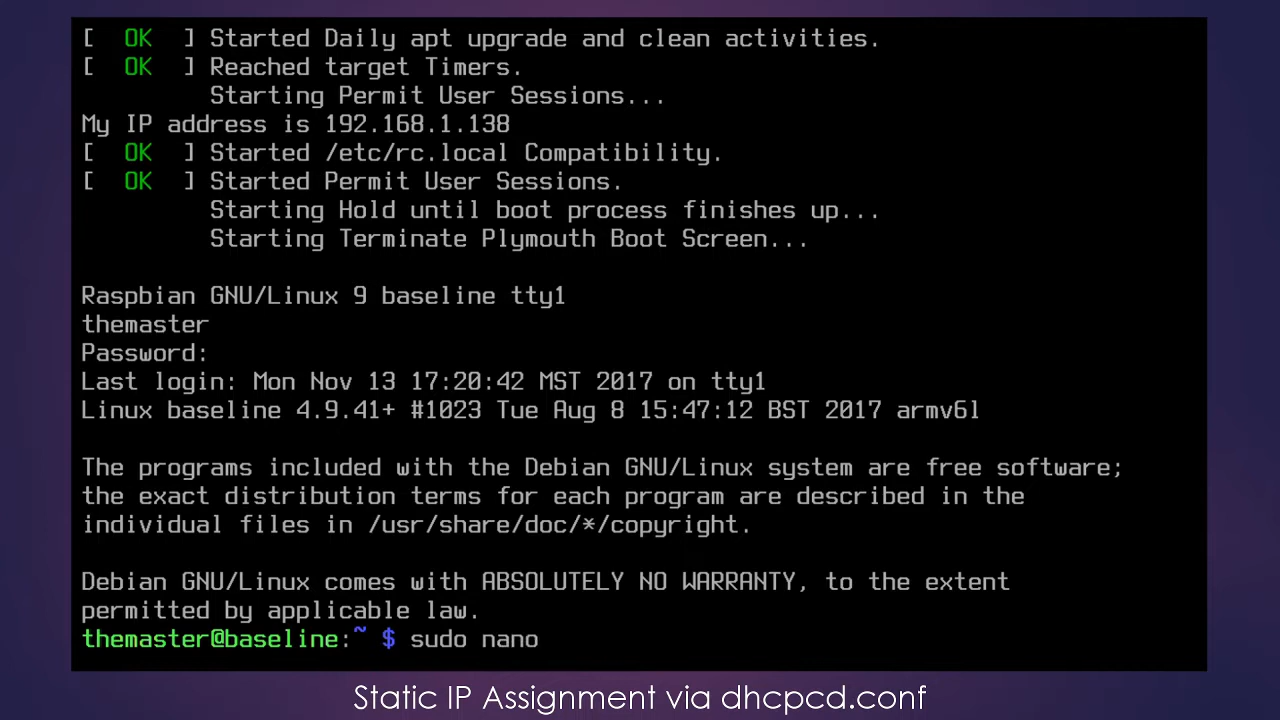 [  OK  ] Started Daily apt upgrade and clean activities.
[  OK  ] Reached target Timers.
Starting Permit User Sessions...
My IP address is 192.168.1.138
[  OK  ] Started /etc/rc.local Compatibility.
[  OK  ] Started Permit User Sessions.
Starting Hold until boot process finishes up...
Starting Terminate Plymouth Boot Screen...
Raspbian GNU/Linux 9 baseline tty1
themaster
Password:
Last login: Mon Nov 13 17:20:42 MST 2017 on tty1
Linux baseline 4.9.41+ #1023 Tue Aug 8 15:47:12 BST 2017 armv6l
The programs included with the Debian GNU/Linux system are free software;
the exact distribution terms for each program are described in the
individual files in /usr/share/doc/*/copyright.
Debian GNU/Linux comes with ABSOLUTELY NO WARRANTY, to the extent
permitted by applicable law.
themaster@baseline:~ $ sudo nano
Static IP Assignment via dhcpcd.conf